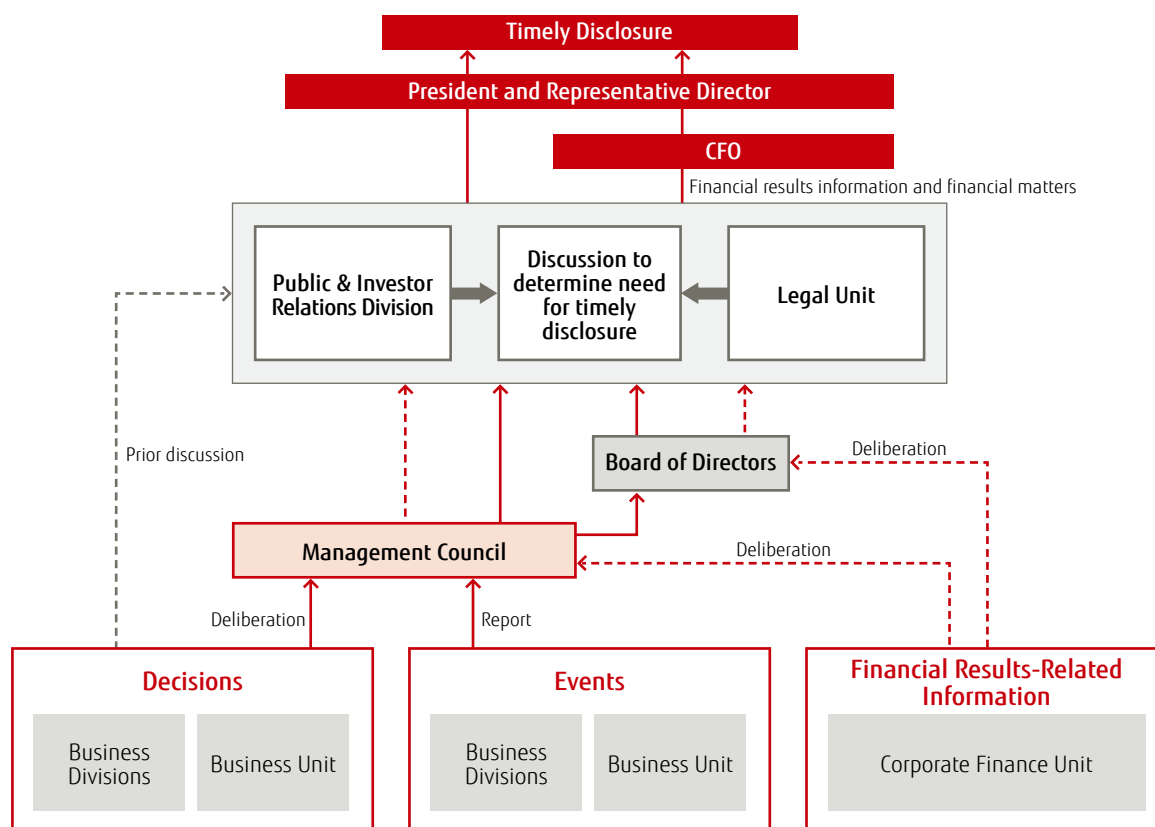 Timely Disclosure
President and Representative Director
CFO
Financial results information and financial matters
Public & Investor
Relations Division
Discussion to
determine need
for timely
disclosure
Legal Unit
Prior discussion
Board of Directors
Deliberation
Management Council
Deliberation
Deliberation
Report
Decisions
Business
Divisions
Business Unit
Events
Business
Divisions
Business Unit
Financial Results-Related
Information
Corporate Finance Unit